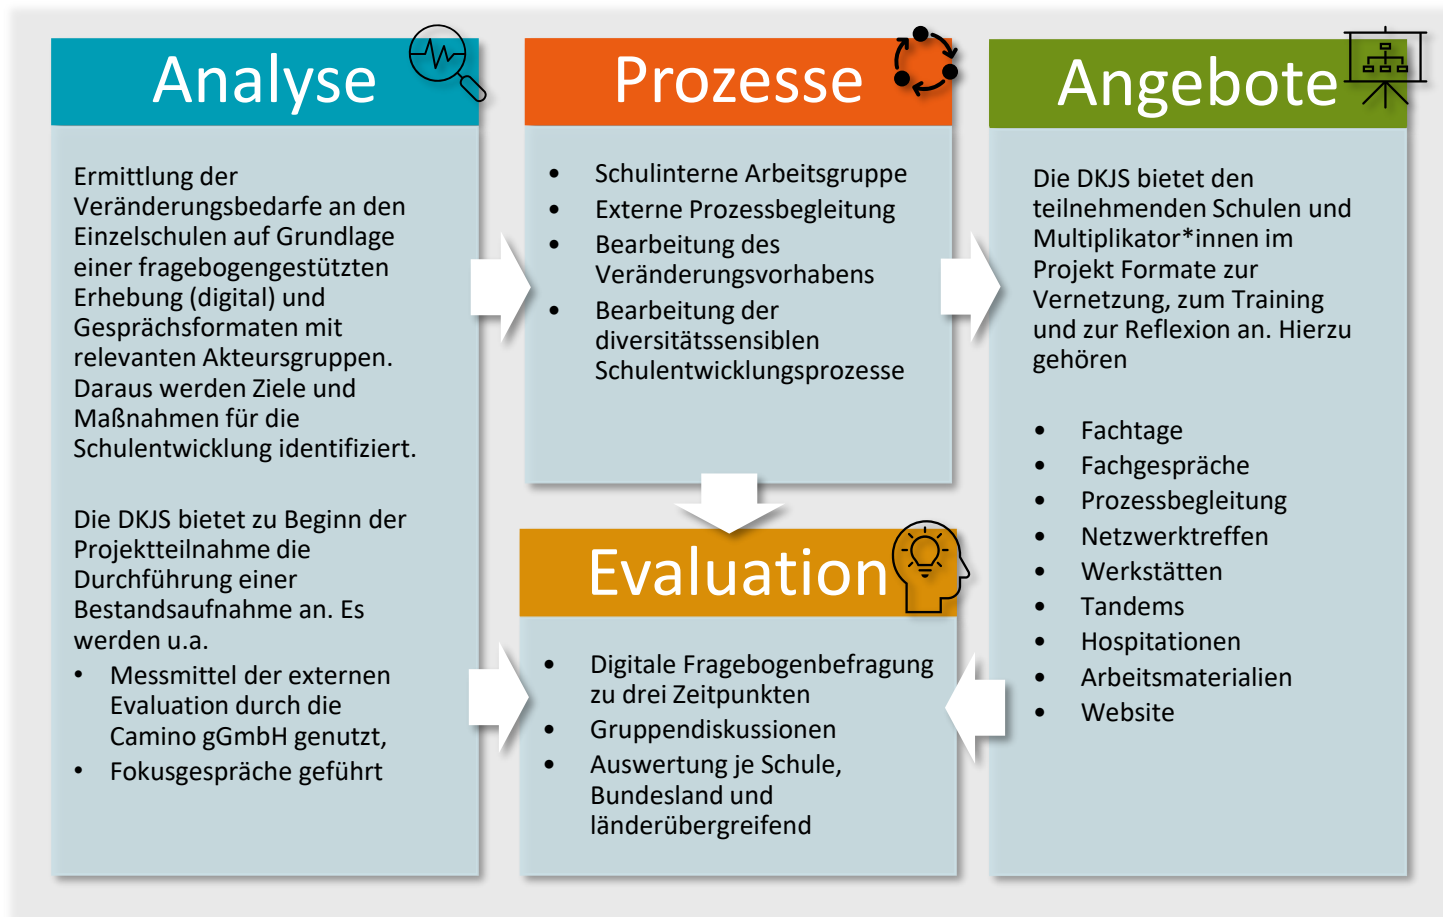 Analyse
Ermittlung der
Veränderungsbedarfe an den
Einzelschulen auf Grundlage
einer fragebogengestützten
Erhebung (digital) und
Gesprächsformaten mit
relevanten Akteursgruppen.
Daraus werden Ziele und
Maßnahmen für die
Schulentwicklung identifiziert.
Die DKJS bietet zu Beginn der
Projektteilnahme die
Durchführung einer
Bestandsaufnahme an. Es
werden u.a.
• Messmittel der externen
Evaluation durch die
Camino gGmbH genutzt,
• Fokusgespräche geführt
Prozesse
• Schulinterne Arbeitsgruppe
• Externe Prozessbegleitung
• Bearbeitung des
Veränderungsvorhabens
• Bearbeitung der
diversitätssensiblen
Schulentwicklungsprozesse
Evaluation
• Digitale Fragebogenbefragung
zu drei Zeitpunkten
• Gruppendiskussionen
• Auswertung je Schule,
Bundesland und
länderübergreifend
Angebote
Die DKJS bietet den
teilnehmenden Schulen und
Multiplikator*innen im
Projekt Formate zur
Vernetzung, zum Training
und zur Reflexion an. Hierzu
gehören
• Fachtage
• Fachgespräche
• Prozessbegleitung
• Netzwerktreffen
• Werkstätten
• Tandems
• Hospitationen
• Arbeitsmaterialien
• Website